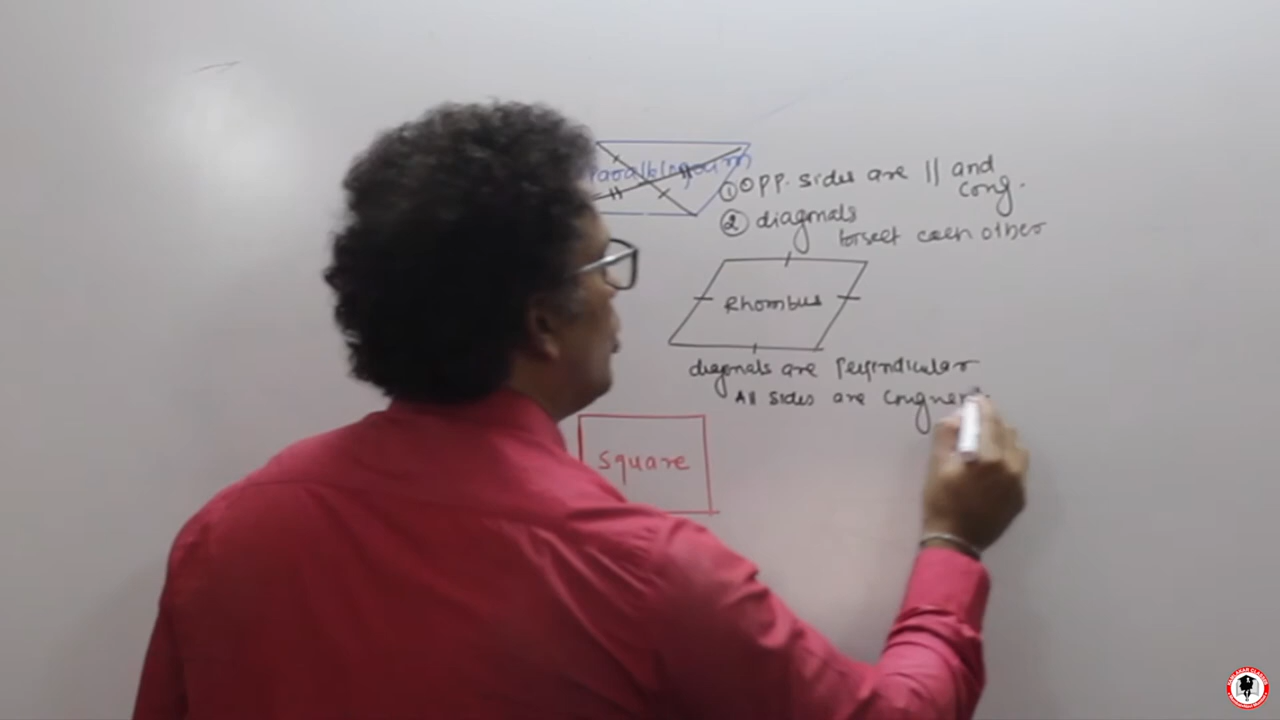 Parallelogram
① opp. sides are || and
cong.
② diagonals
bisect each other
Rhombus
diagonals are Perpendicular
All sides are Congruen
Square